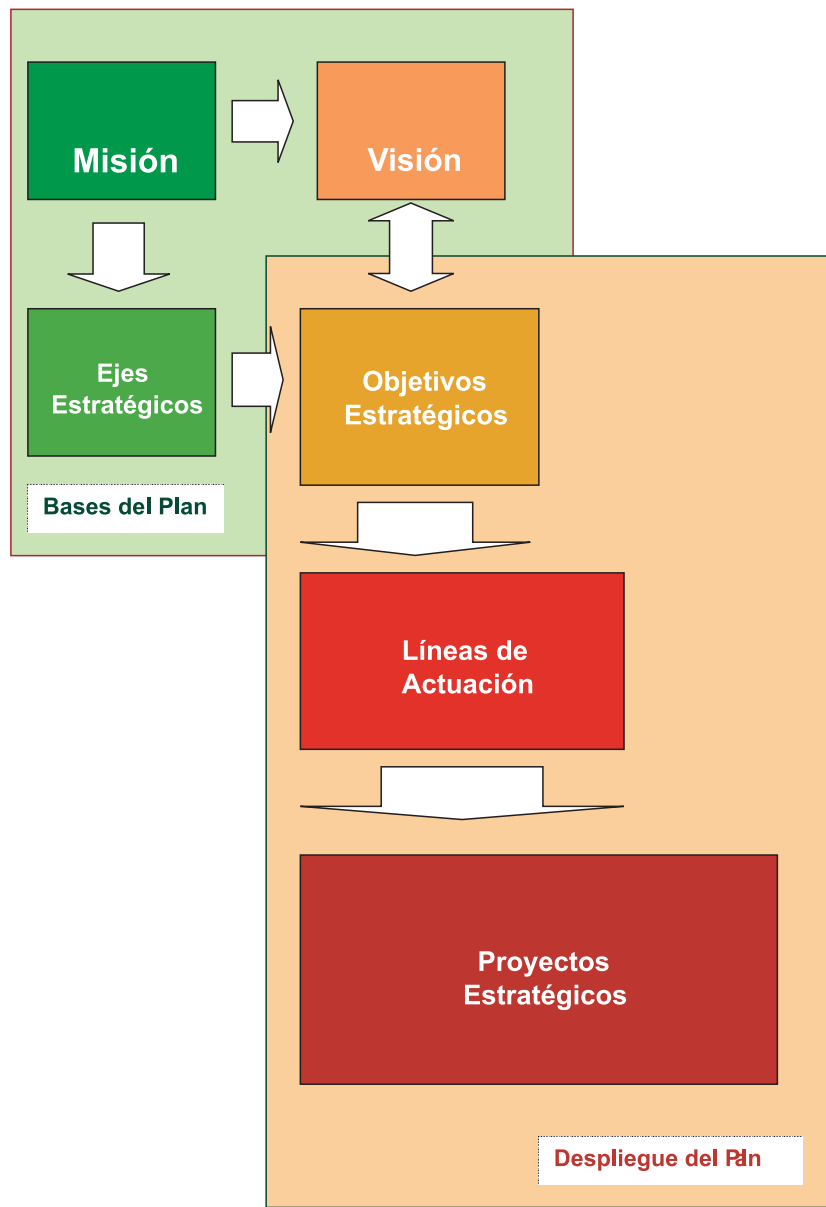 Misión
Visión
Ejes
Estratégicos
Objetivos
Estratégicos
Bases del Plan
Líneas de
Actuación
Proyectos
Estratégicos
Despliegue del Plan